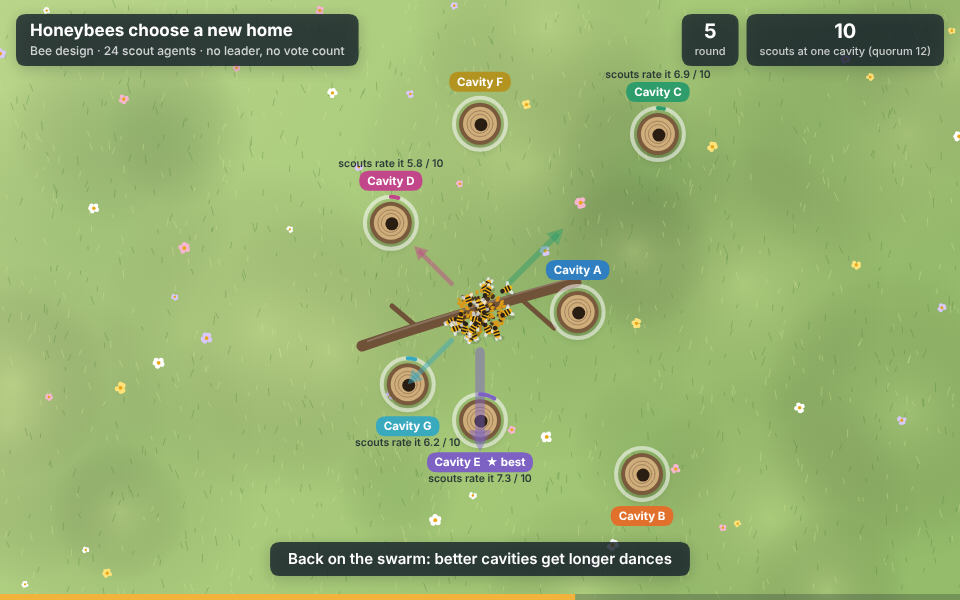 Honeybees choose a new home
Bee design · 24 scout agents · no leader, no vote count
5
round
10
scouts at one cavity (quorum 12)
scouts rate it 6.9 / 10
Cavity C
Cavity F
scouts rate it 5.8 / 10
Cavity D
Cavity A
Cavity G
scouts rate it 6.2 / 10
Cavity E ★ best
scouts rate it 7.3 / 10
Cavity B
Back on the swarm: better cavities get longer dances